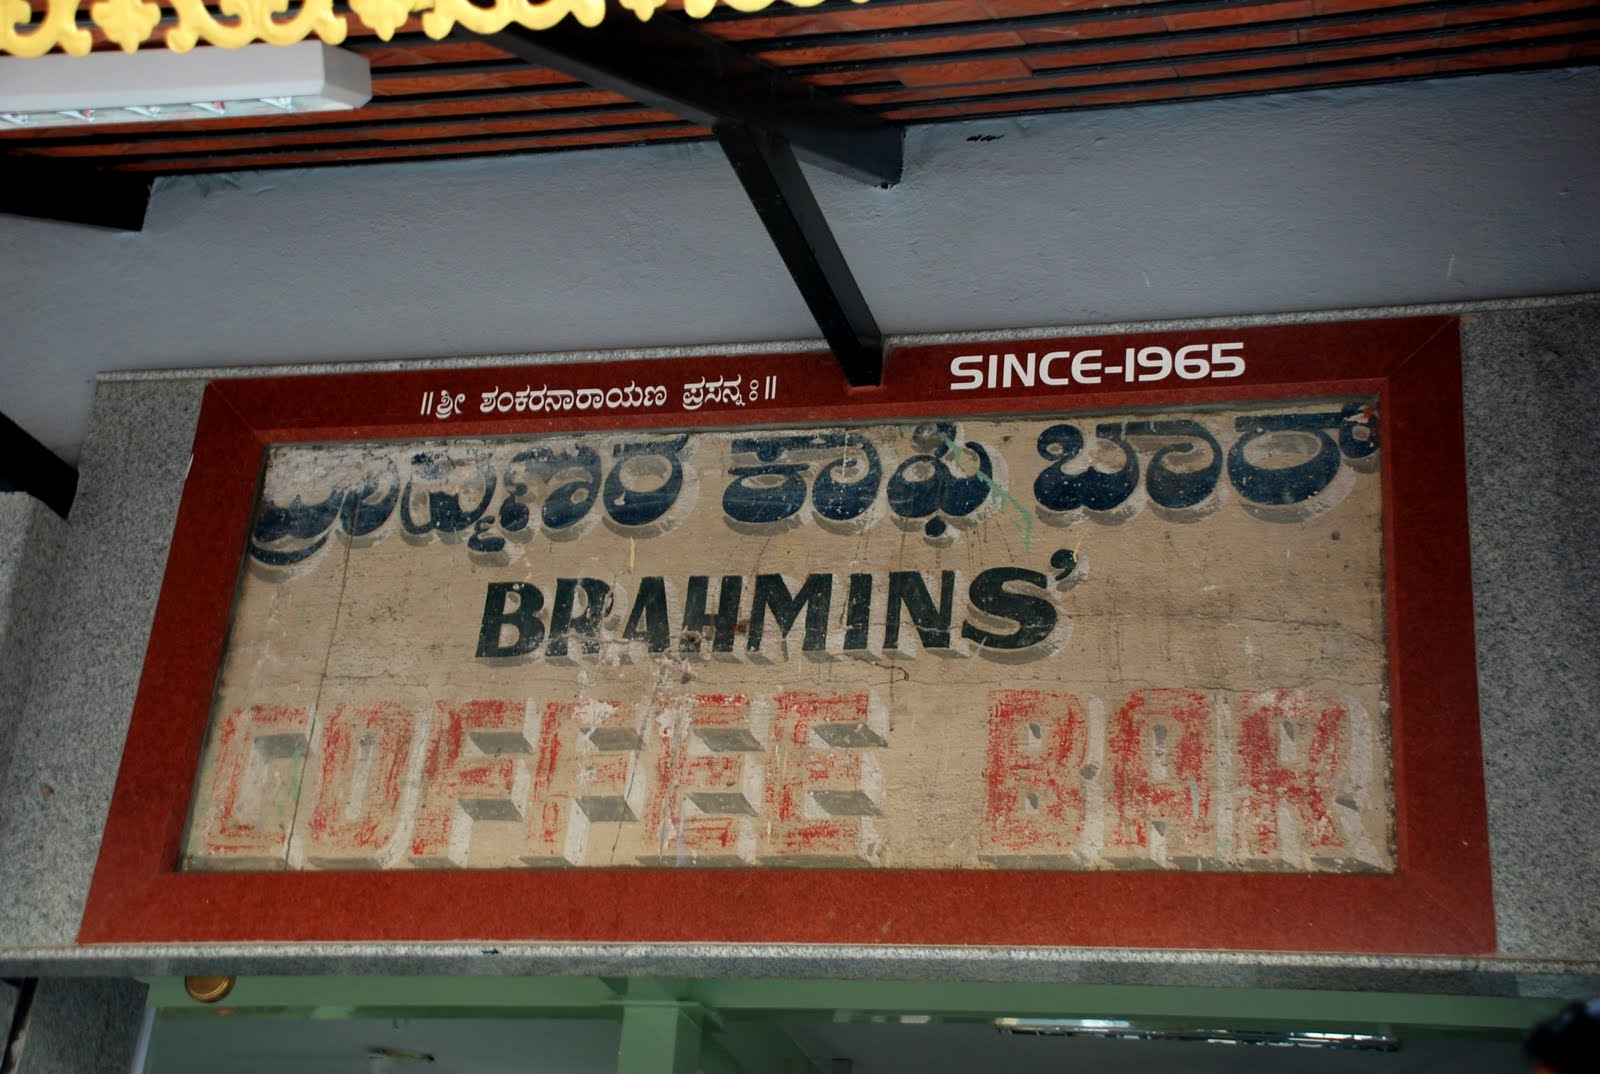 ॥ಶ್ರೀ ಶಂಕರನಾರಾಯಣ ಪ್ರಸನ್ನಃ॥
SINCE-1965
ಬ್ರಾಹ್ಮಣರ ಕಾಫಿ ಬಾರ್
BRAHMINS'
COFFEE BAR